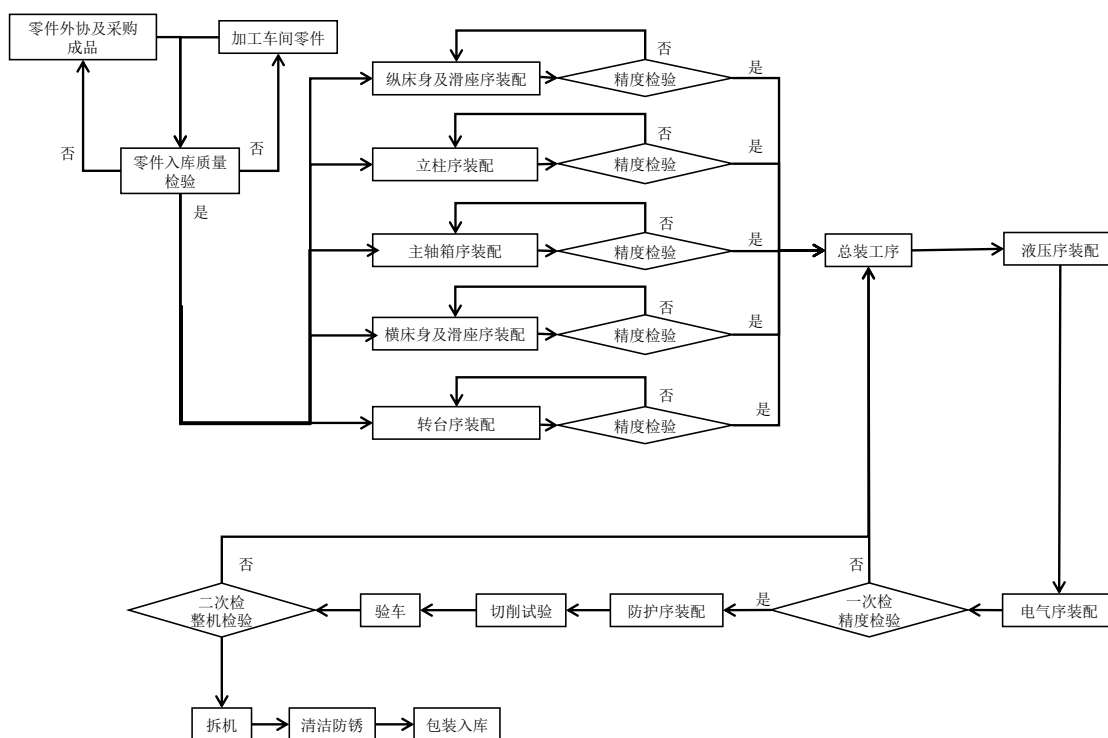 零件外协及采购
成品
加工车间零件
否
否
零件入库质量
检验
是
纵床身及滑座序装配
精度检验
否
是
立柱序装配
精度检验
否
是
主轴箱序装配
精度检验
否
是
横床身及滑座序装配
精度检验
否
是
转台序装配
精度检验
否
是
总装工序
液压序装配
电气序装配
一次检
精度检验
否
是
防护序装配
切削试验
验车
二次检
整机检验
否
拆机
清洁防锈
包装入库